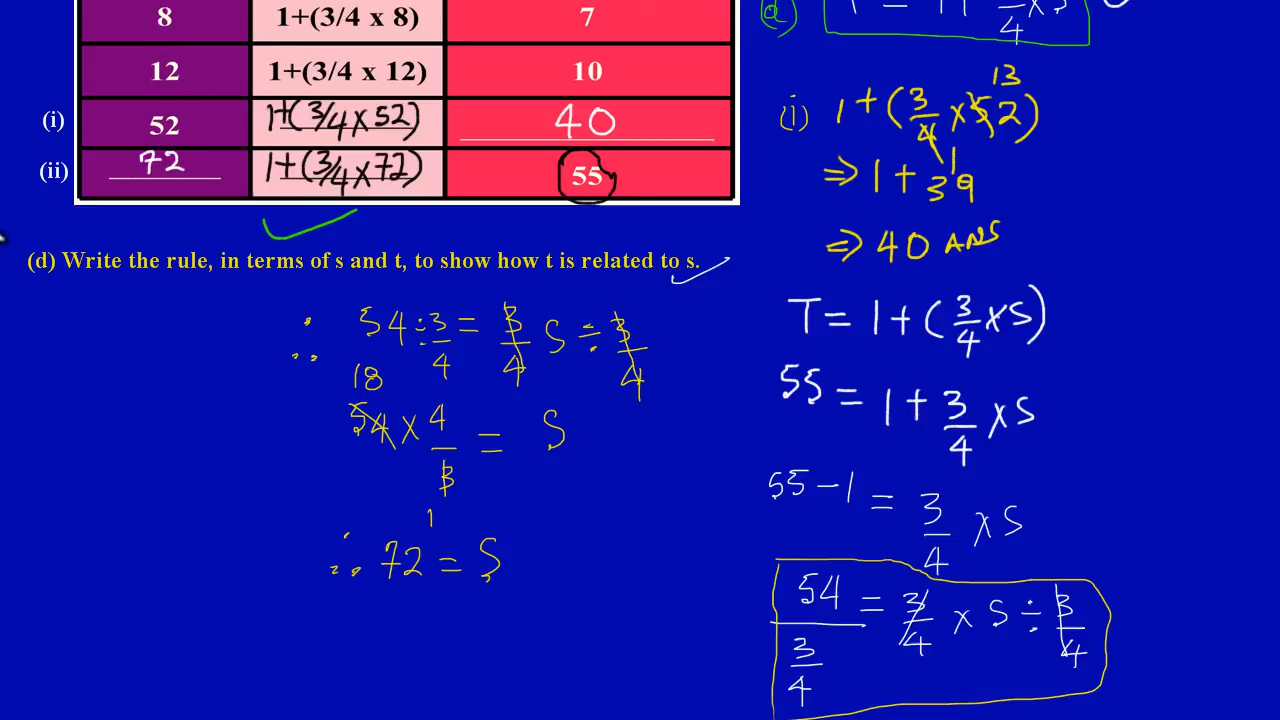 8 1+(3/4 x 8) 7
12 1+(3/4 x 12) 10
(i) 52 1+(3/4 x 52) 40
(ii) 72 1+(3/4 x 72) 55
(d) Write the rule, in terms of s and t, to show how t is related to s.
∴ 54 ÷ 3/4 = 3/4 S ÷ 3/4
18
54 x 4/3 = S
1
∴ 72 = S
(i) 1 + (3/4 x 52)
13
1
⇒ 1 + 39
⇒ 40 ANS
T = 1 + (3/4 x S)
55 = 1 + 3/4 x S
55 - 1 = 3/4 x S
54 / 3/4 = 3/4 x S ÷ 3/4